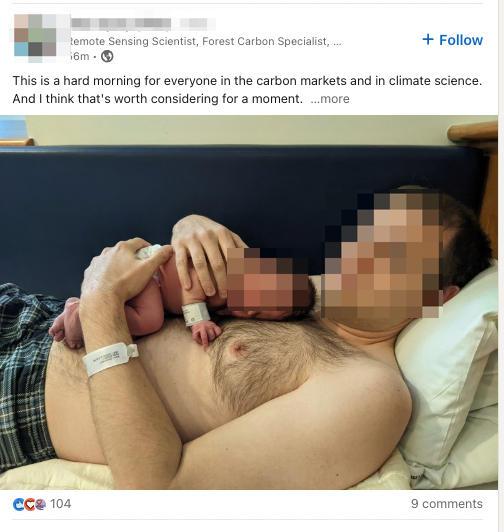 Remote Sensing Scientist, Forest Carbon Specialist, ...
56m •
+ Follow
This is a hard morning for everyone in the carbon markets and in climate science.
And I think that's worth considering for a moment. ...more
104
9 comments